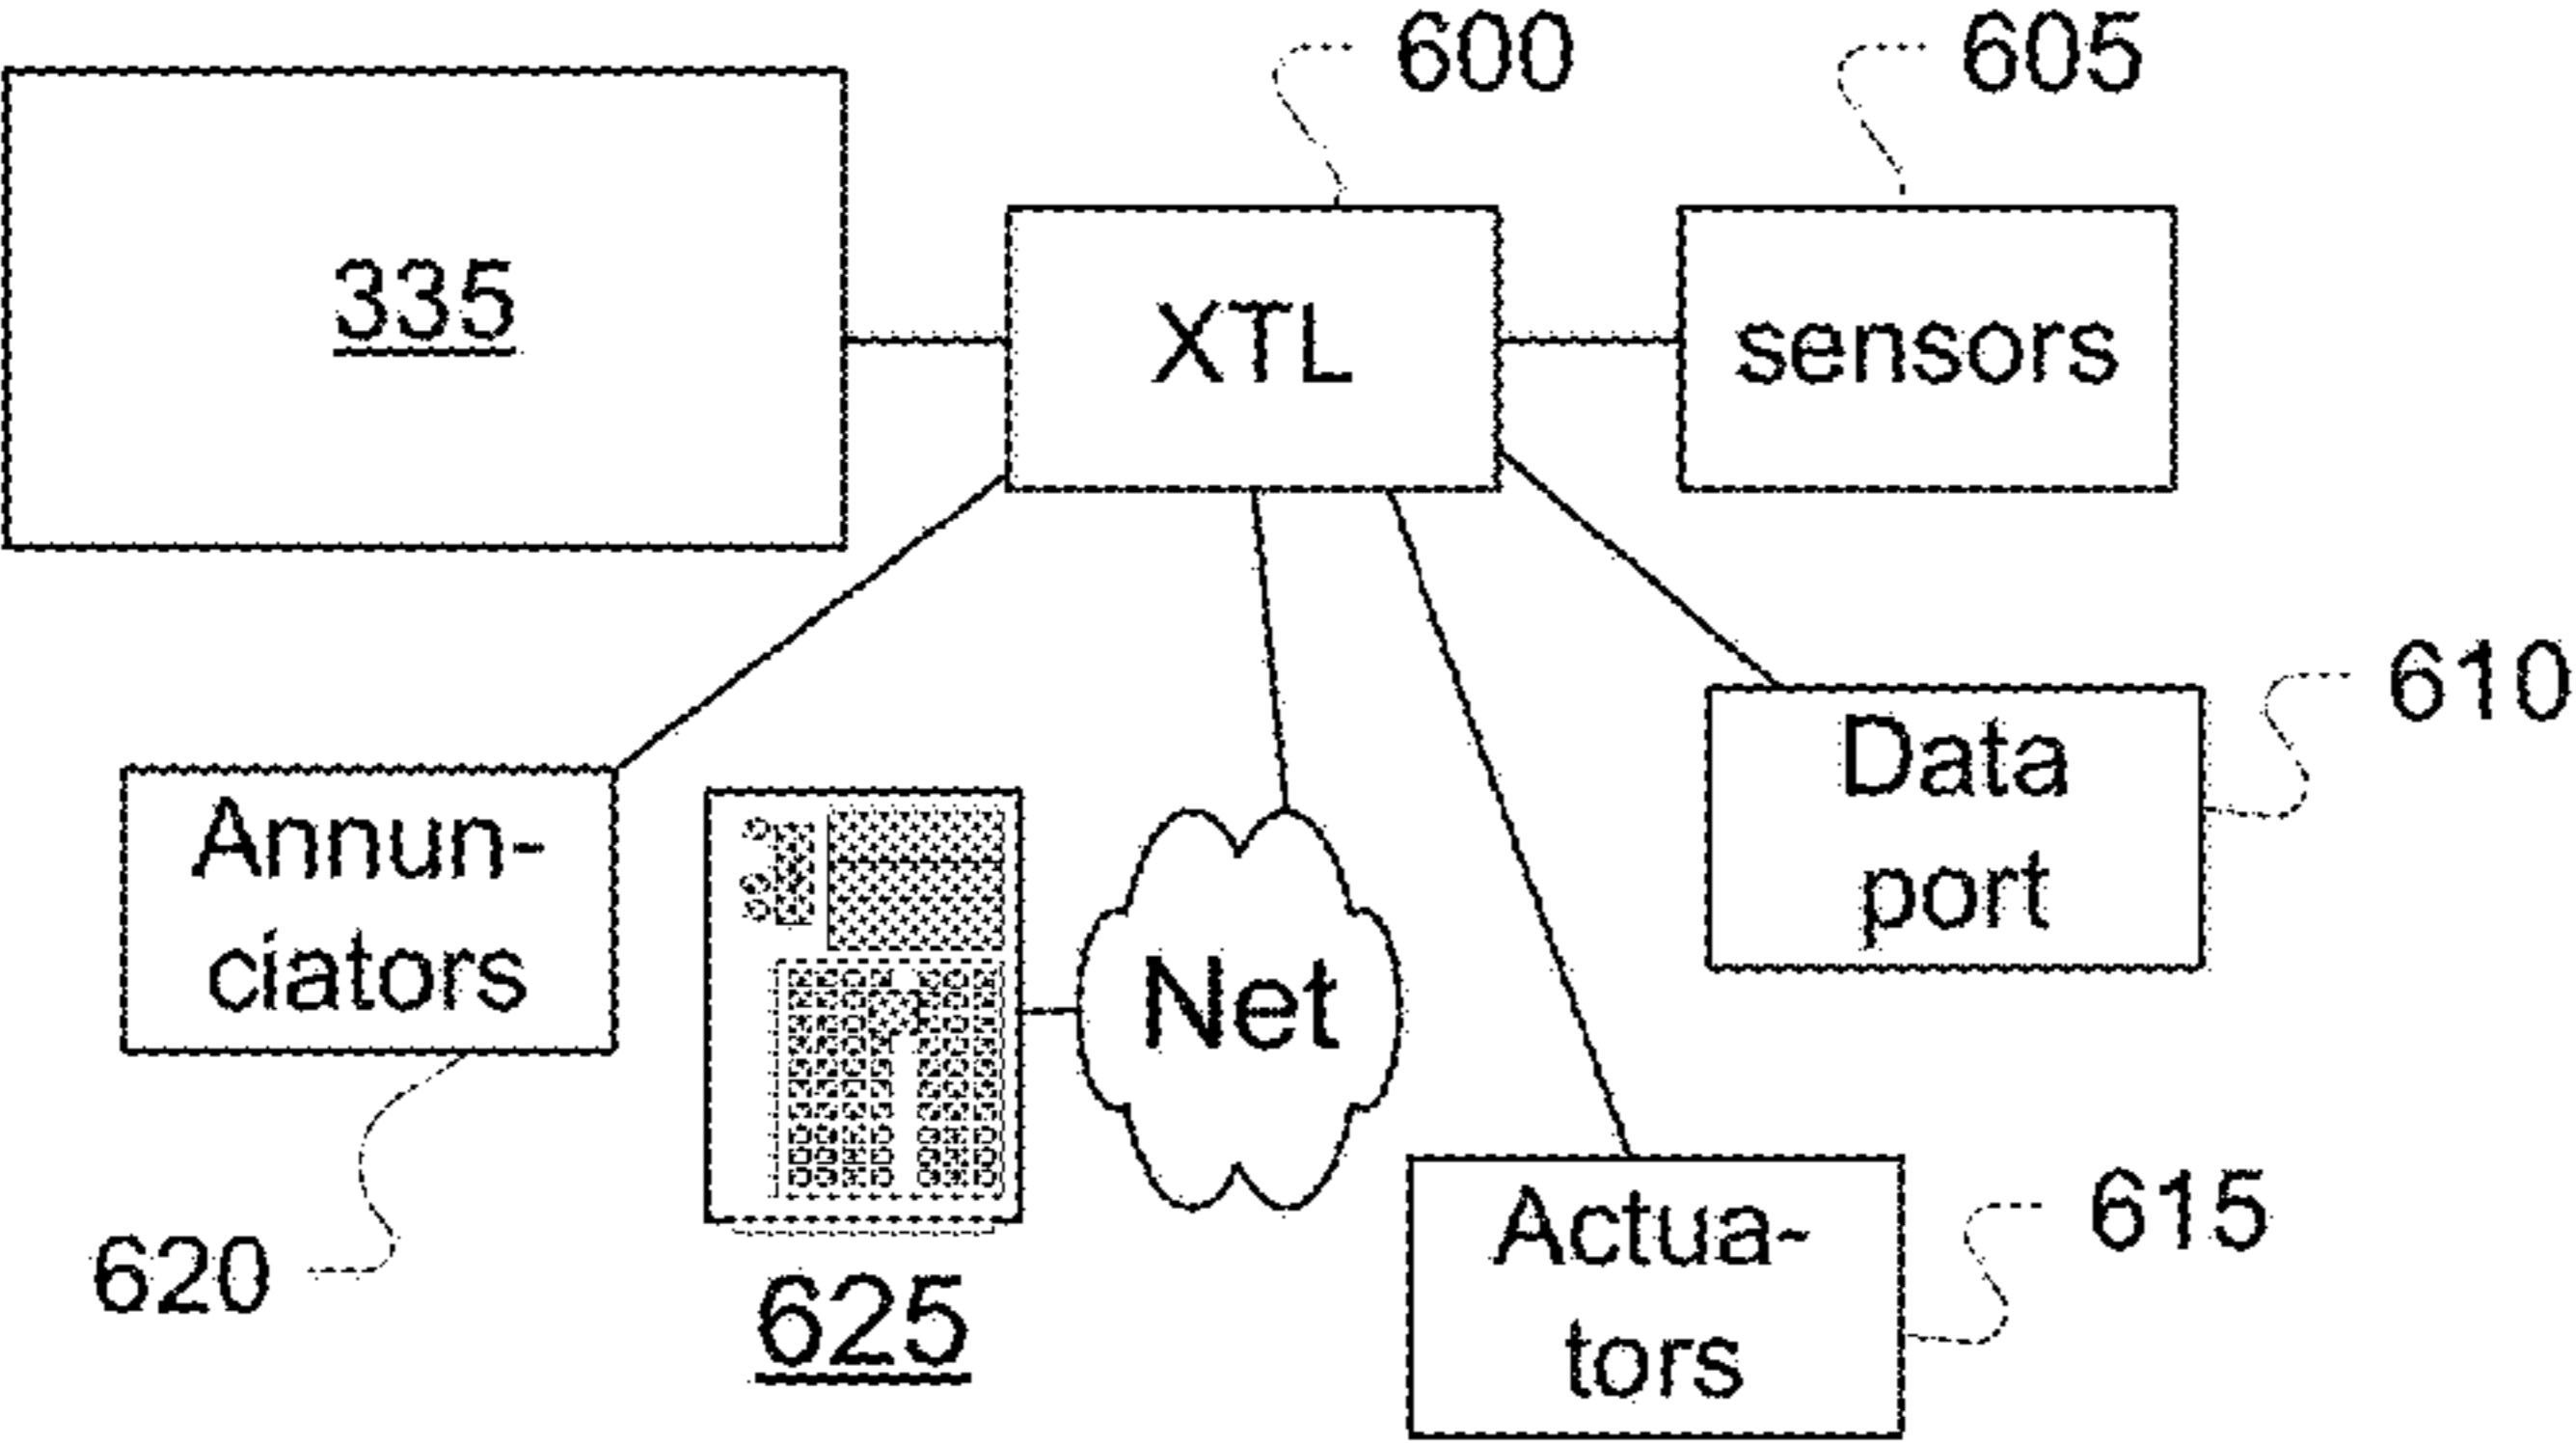 600
605
335
XTL
sensors
610
Data
port
Annun-
ciators
Net
615
Actua-
tors
620
625